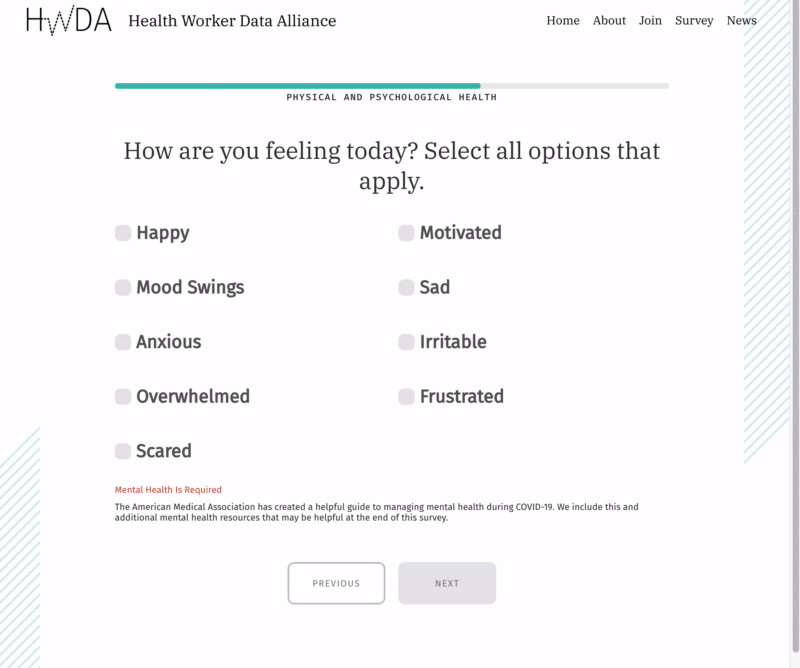 HWDA Health Worker Data Alliance Home About Join Survey News
PHYSICAL AND PSYCHOLOGICAL HEALTH
How are you feeling today? Select all options that
apply.
Happy Motivated
Mood Swings Sad
Anxious Irritable
Overwhelmed Frustrated
Scared
Mental Health Is Required
The American Medical Association has created a helpful guide to managing mental health during COVID-19. We include this and
additional mental health resources that may be helpful at the end of this survey.
PREVIOUS NEXT